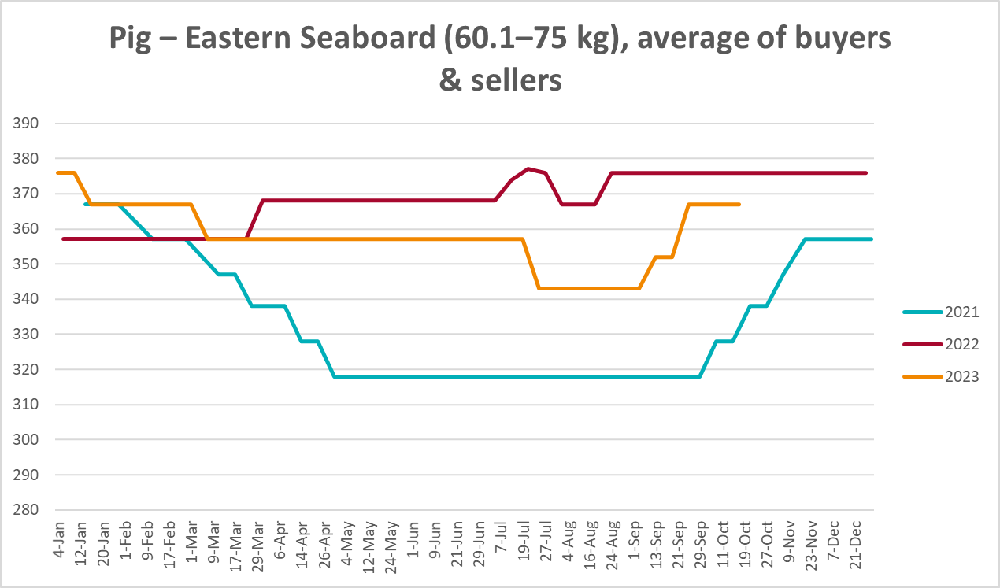 Pig – Eastern Seaboard (60.1–75 kg), average of buyers
& sellers
390
380
370
360
350
340
330
320
310
300
290
280
4-Jan
12-Jan
20-Jan
1-Feb
9-Feb
17-Feb
1-Mar
9-Mar
17-Mar
29-Mar
6-Apr
14-Apr
26-Apr
4-May
12-May
24-May
1-Jun
9-Jun
21-Jun
29-Jun
7-Jul
19-Jul
27-Jul
4-Aug
16-Aug
24-Aug
1-Sep
13-Sep
21-Sep
29-Sep
11-Oct
19-Oct
27-Oct
9-Nov
23-Nov
7-Dec
21-Dec
2021
2022
2023